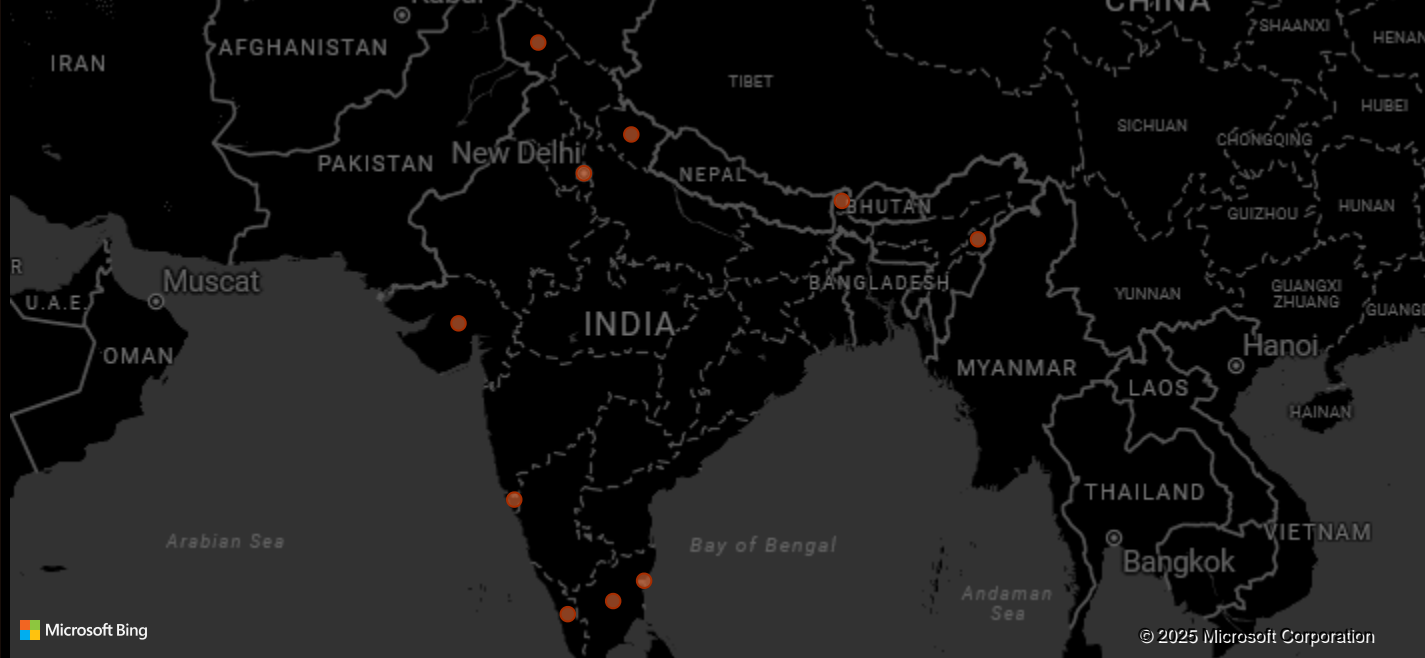 Kabul
CHINA
SHAANXI
HENAN
AFGHANISTAN
IRAN
TIBET
HUBEI
SICHUAN
CHONGQING
New Delhi
PAKISTAN
NEPAL
BHUTAN
GUIZHOU
HUNAN
R
Muscat
BANGLADESH
GUANGXI
ZHUANG
YUNNAN
U.A.E.
GUANG
INDIA
Hanoi
OMAN
MYANMAR
LAOS
HAINAN
THAILAND
VIETNAM
Arabian Sea
Bay of Bengal
Bangkok
Andaman
Sea
Microsoft Bing
© 2025 Microsoft Corporation